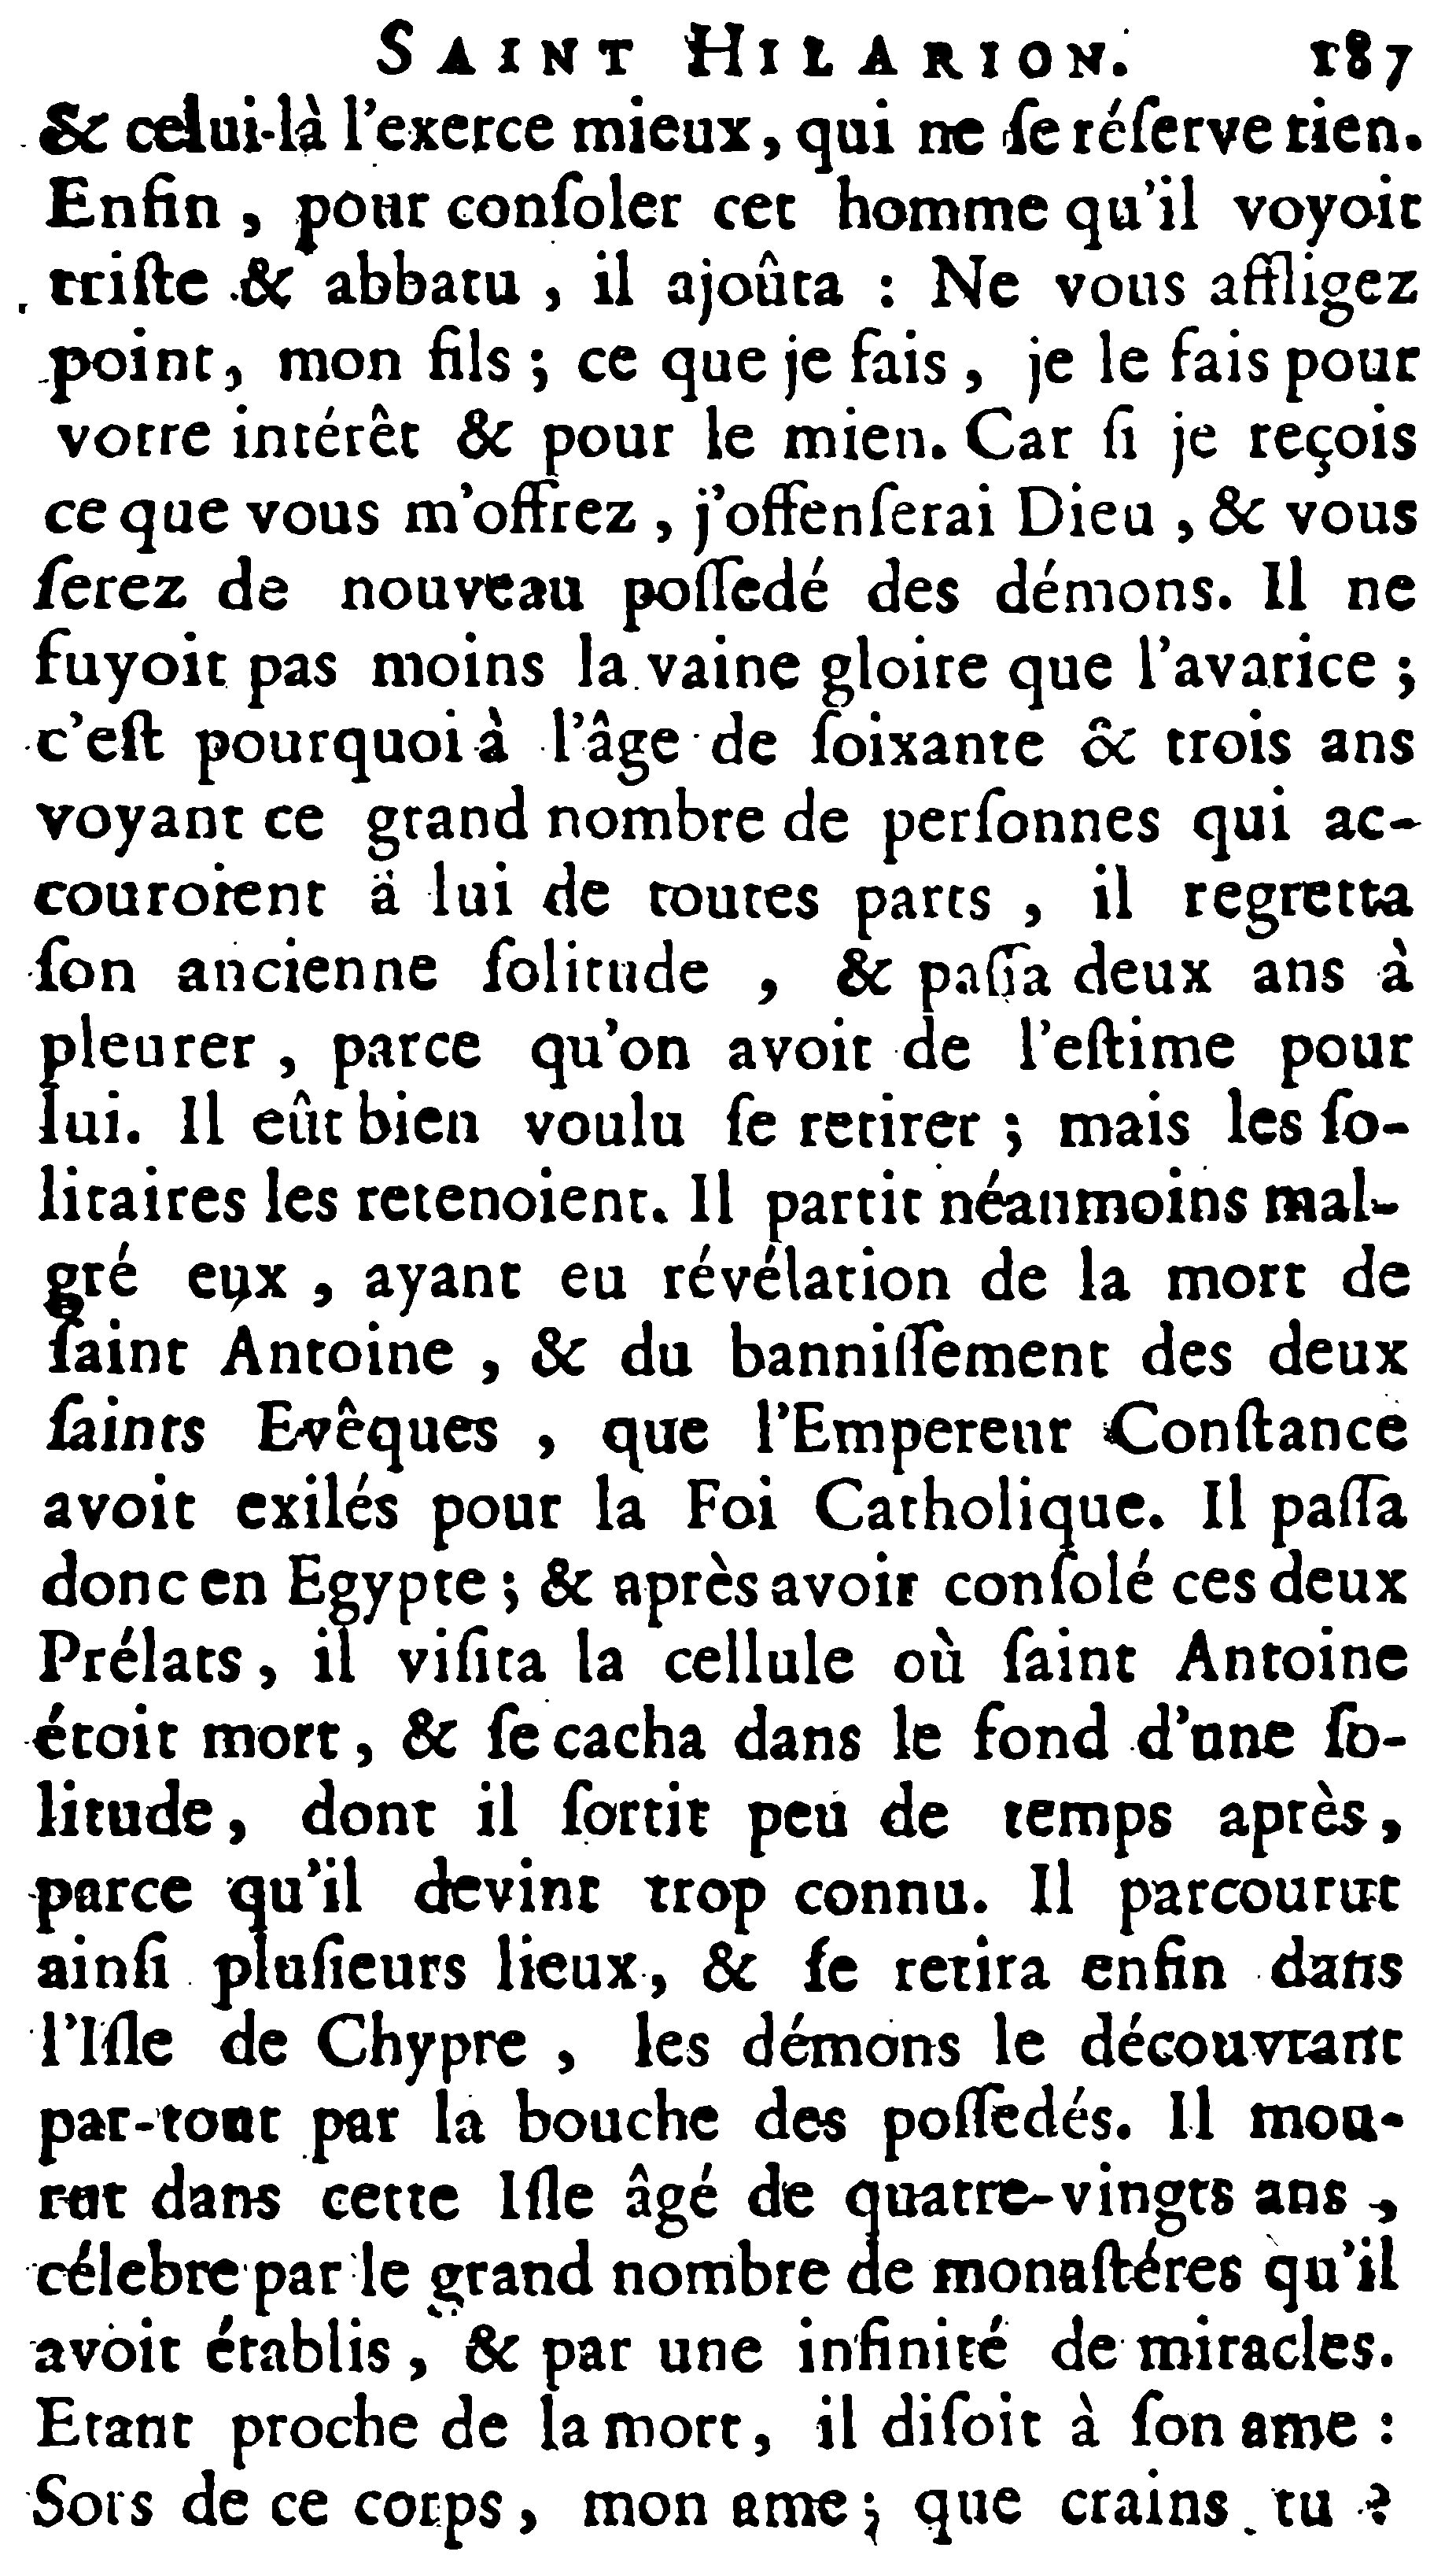 SAINT HILARION. 187
& celui-là l'exerce mieux, qui ne ſe réſerve rien.
Enfin, pour conſoler cet homme qu'il voyoit
triſte & abbatu, il ajoûta : Ne vous affligez
point, mon fils ; ce que je fais, je le fais pour
votre intérêt & pour le mien. Car ſi je reçois
ce que vous m'offrez, j'offenſerai Dieu, & vous
ſerez de nouveau poſſedé des démons. Il ne
fuyoit pas moins la vaine gloire que l'avarice ;
c'eſt pourquoi à l'âge de ſoixante & trois ans
voyant ce grand nombre de perſonnes qui ac-
couroient à lui de toutes parts, il regretta
ſon ancienne ſolitude, & paſſa deux ans à
pleurer, parce qu'on avoit de l'eſtime pour
lui. Il eût bien voulu ſe retirer ; mais les ſo-
litaires les retenoient. Il partit néanmoins mal-
gré eux, ayant eu révélation de la mort de
ſaint Antoine, & du banniſſement des deux
ſaints Evêques, que l'Empereur Conſtance
avoit exilés pour la Foi Catholique. Il paſſa
donc en Egypte ; & après avoir conſolé ces deux
Prélats, il viſita la cellule où ſaint Antoine
étoit mort, & ſe cacha dans le fond d'une ſo-
litude, dont il ſortit peu de temps après,
parce qu'il devint trop connu. Il parcourut
ainſi pluſieurs lieux, & ſe retira enfin dans
l'Iſle de Chypre, les démons le découvrant
par-tout par la bouche des poſſedés. Il mou-
rut dans cette Iſle âgé de quatre-vingts ans,
célebre par le grand nombre de monaſtéres qu'il
avoit établis, & par une infinité de miracles.
Etant proche de la mort, il diſoit à ſon ame :
Sors de ce corps, mon ame ; que crains tu ?